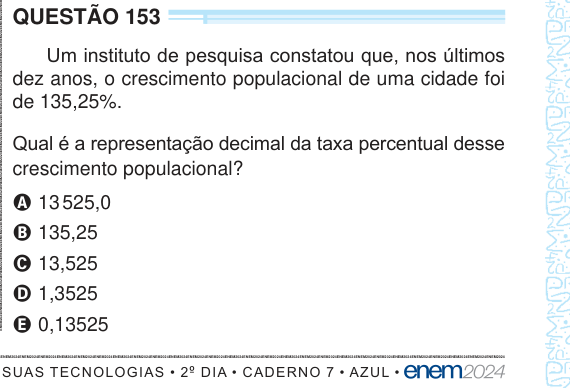 QUESTÃO 153
Um instituto de pesquisa constatou que, nos últimos
dez anos, o crescimento populacional de uma cidade foi
de 135,25%.
Qual é a representação decimal da taxa percentual desse
crescimento populacional?
A 13 525,0
B 135,25
C 13,525
D 1,3525
E 0,13525
SUAS TECNOLOGIAS • 2º DIA • CADERNO 7 • AZUL • enem2024